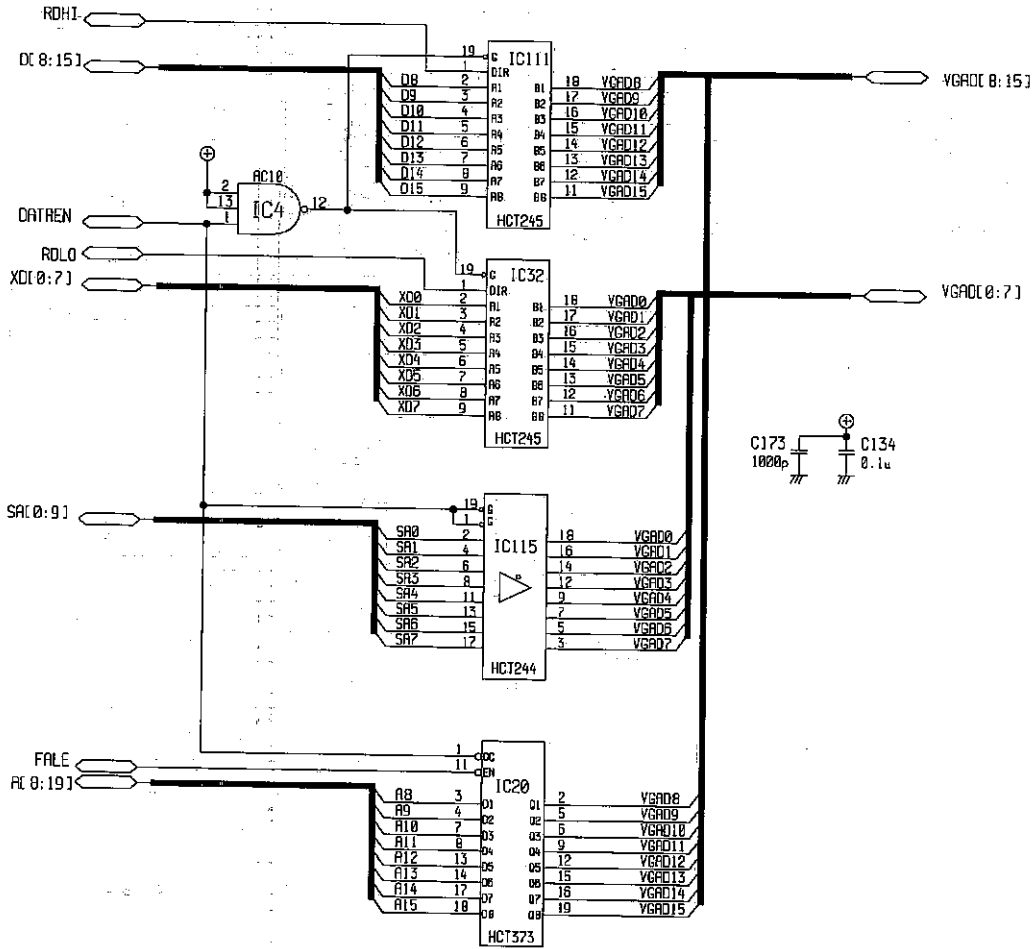 RDHI
D[8:15]
DATREN
RDLO
XD[0:7]
AC10
IC4
2
13
1
12
19 G IC111
1 DIR
D8 2 A1 B1 18 VGAD8
D9 3 A2 B2 17 VGAD9
D10 4 A3 B3 16 VGAD10
D11 5 A4 B4 15 VGAD11
D12 6 A5 B5 14 VGAD12
D13 7 A6 B6 13 VGAD13
D14 8 A7 B7 12 VGAD14
D15 9 A8 B8 11 VGAD15
HCT245
VGAD[8:15]
19 G IC32
1 DIR
XD0 2 A1 B1 18 VGAD0
XD1 3 A2 B2 17 VGAD1
XD2 4 A3 B3 16 VGAD2
XD3 5 A4 B4 15 VGAD3
XD4 6 A5 B5 14 VGAD4
XD5 7 A6 B6 13 VGAD5
XD6 8 A7 B7 12 VGAD6
XD7 9 A8 B8 11 VGAD7
HCT245
VGAD[0:7]
C173
1000p
C134
0.1u
SA[0:9]
19 G
1 G
IC115
SA0 2 18 VGAD0
SA1 4 16 VGAD1
SA2 6 14 VGAD2
SA3 8 12 VGAD3
SA4 11 9 VGAD4
SA5 13 7 VGAD5
SA6 15 5 VGAD6
SA7 17 3 VGAD7
HCT244
FALE
A[8:19]
1 OC
11 EN
IC20
A8 3 D1 Q1 2 VGAD8
A9 4 D2 Q2 5 VGAD9
A10 7 D3 Q3 6 VGAD10
A11 8 D4 Q4 9 VGAD11
A12 13 D5 Q5 12 VGAD12
A13 14 D6 Q6 15 VGAD13
A14 17 D7 Q7 16 VGAD14
A15 18 D8 Q8 19 VGAD15
HCT373